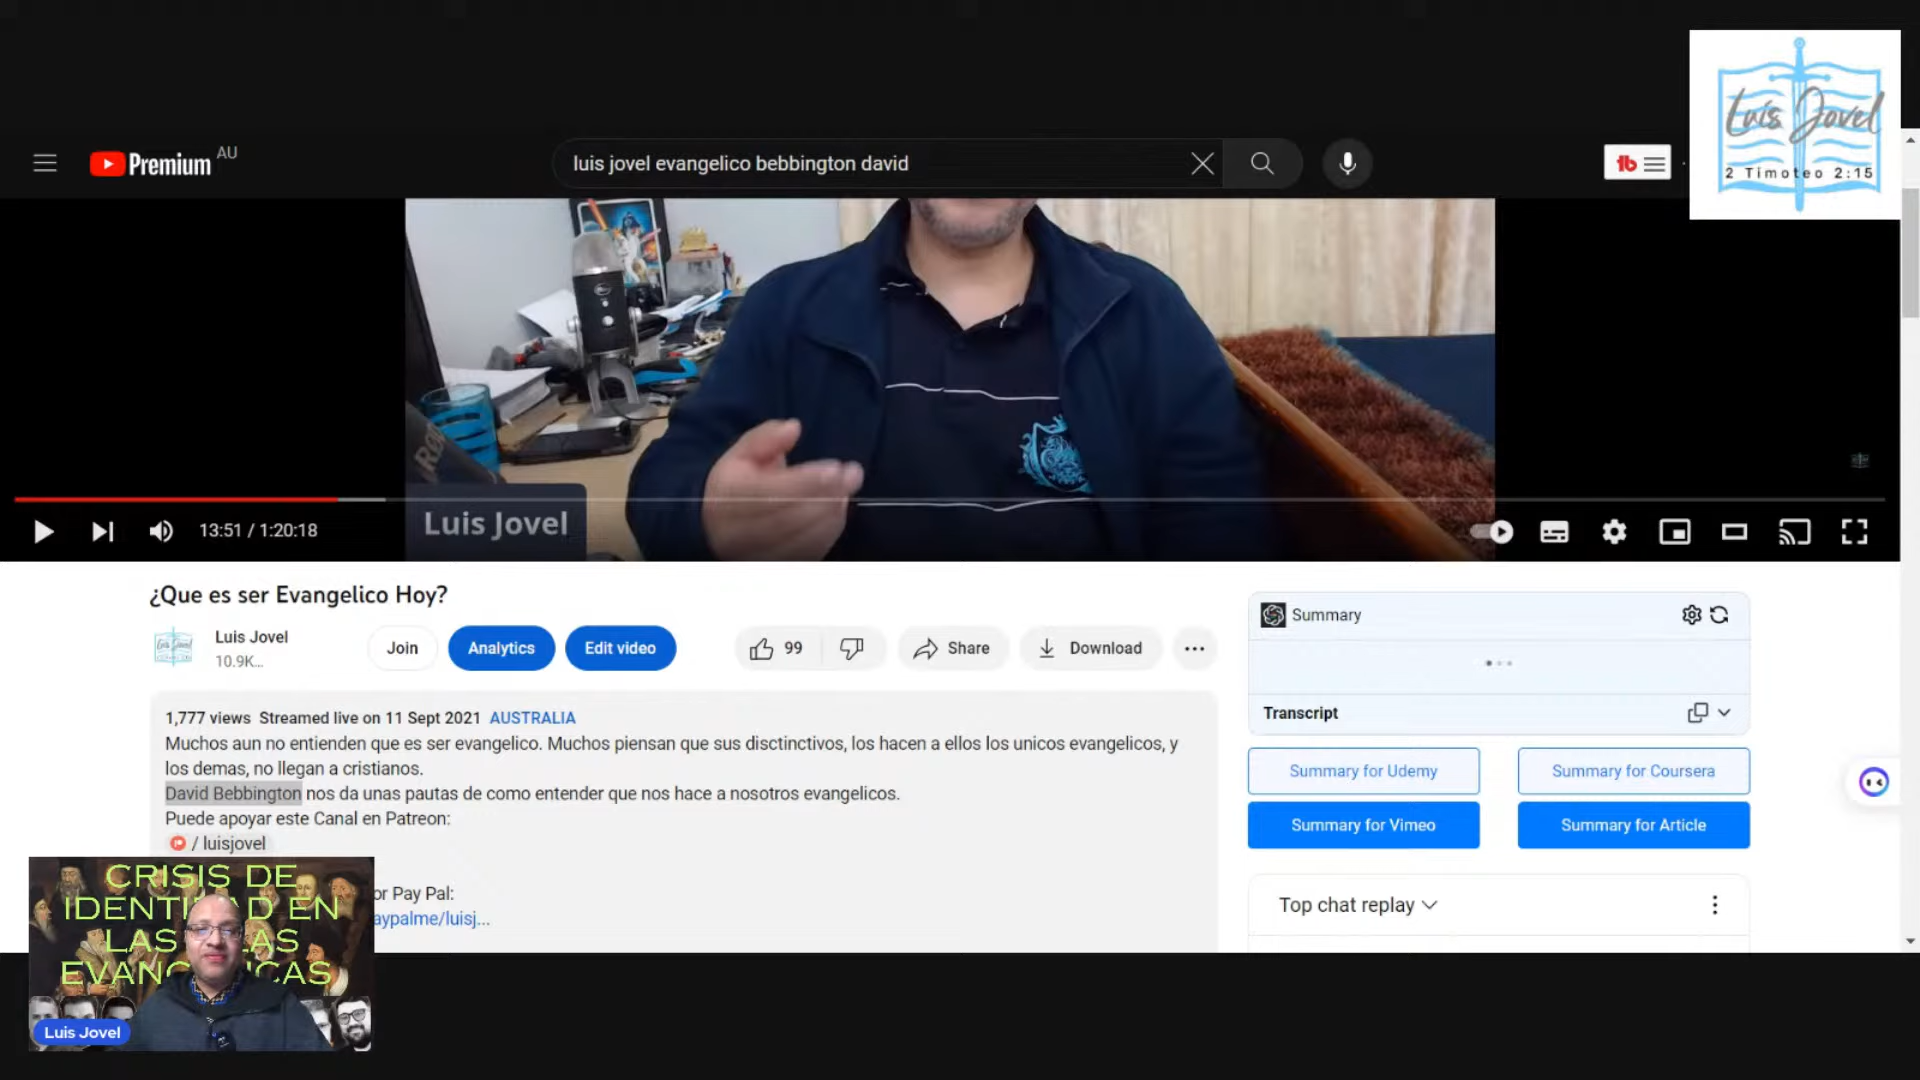 Luis Jovel
2 Timoteo 2:15
Premium AU
luis jovel evangelico bebbington david
13:51 / 1:20:18
Luis Jovel
¿Que es ser Evangelico Hoy?
Luis Jovel
10.9K...
Join
Analytics
Edit video
99
Share
Download
1,777 views Streamed live on 11 Sept 2021 AUSTRALIA
Muchos aun no entienden que es ser evangelico. Muchos piensan que sus disctinctivos, los hacen a ellos los unicos evangelicos, y
los demas, no llegan a cristianos.
David Bebbington nos da unas pautas de como entender que nos hace a nosotros evangelicos.
Puede apoyar este Canal en Patreon:
/ luisjovel
or Pay Pal:
aypalme/luisj...
Summary
Transcript
Summary for Udemy
Summary for Coursera
Summary for Vimeo
Summary for Article
Top chat replay
CRISIS DE
EN
LAS
Luis Jovel